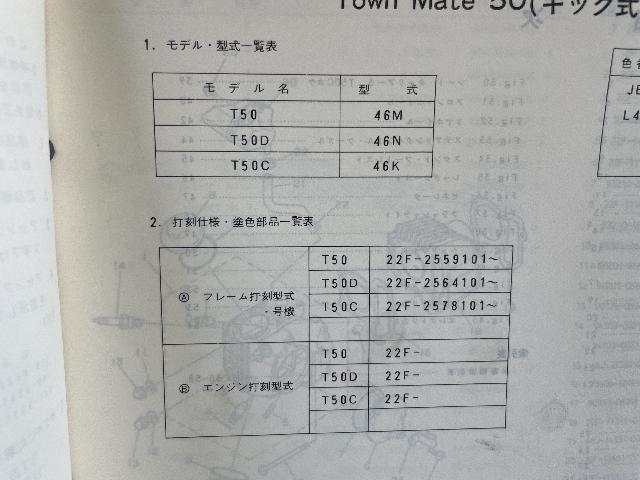 Town Mate 50(キック式
1. モデル・型式一覧表
モデル名 型式
T50 46M
T50D 46N
T50C 46K
色
JE
L4
2. 打刻仕様・塗色部品一覧表
Ⓐ フレーム打刻型式・号機
T50 22F-2559101～
T50D 22F-2564101～
T50C 22F-2578101～
Ⓑ エンジン打刻型式
T50 22F-
T50D 22F-
T50C 22F-